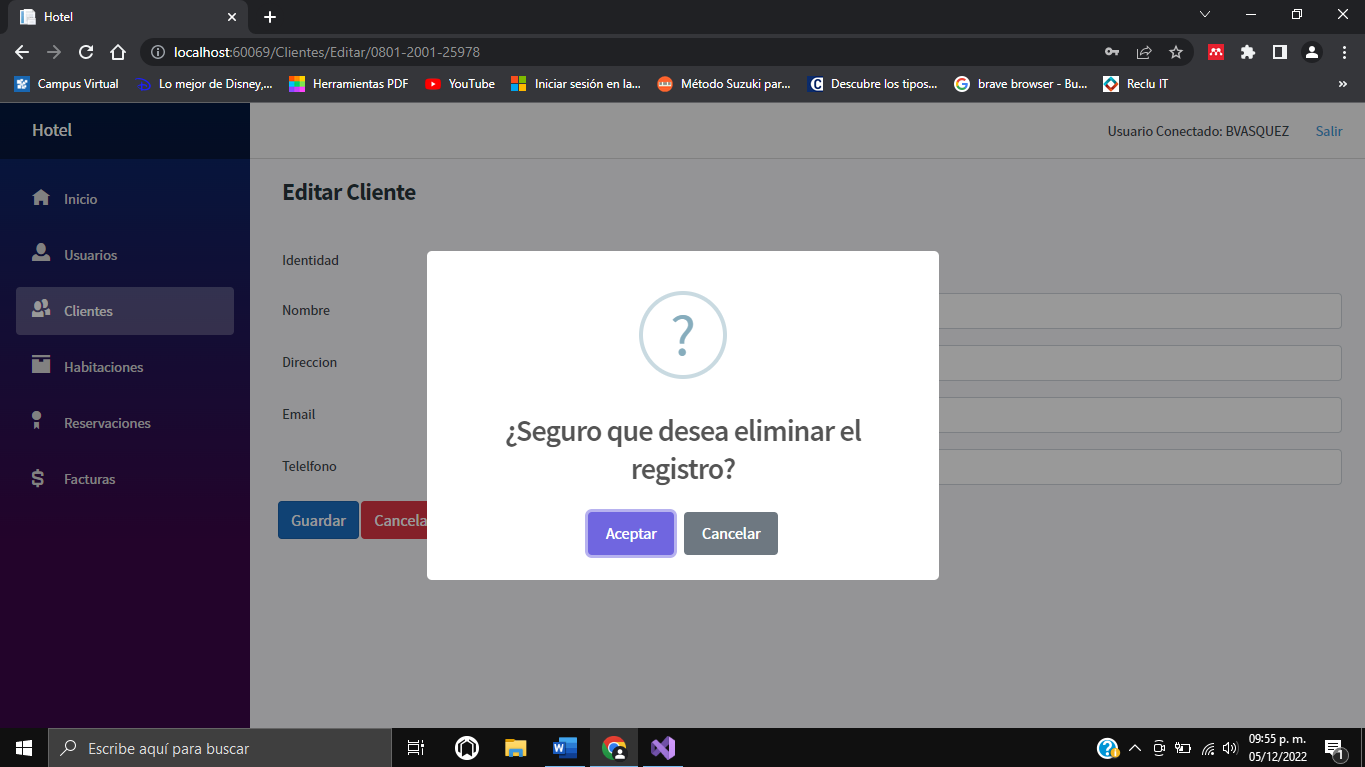 Hotel
localhost:60069/Clientes/Editar/0801-2001-25978
Campus Virtual
Lo mejor de Disney,...
Herramientas PDF
YouTube
Iniciar sesión en la...
Método Suzuki par...
Descubre los tipos...
brave browser - Bu...
Reclu IT
»
Hotel
Usuario Conectado: BVASQUEZ
Salir
Inicio
Usuarios
Clientes
Habitaciones
Reservaciones
Facturas
Editar Cliente
Identidad
Nombre
Direccion
Email
Telelfono
Guardar
Cancela
?
¿Seguro que desea eliminar el
registro?
Aceptar
Cancelar
Escribe aquí para buscar
09:55 p. m.
05/12/2022
1